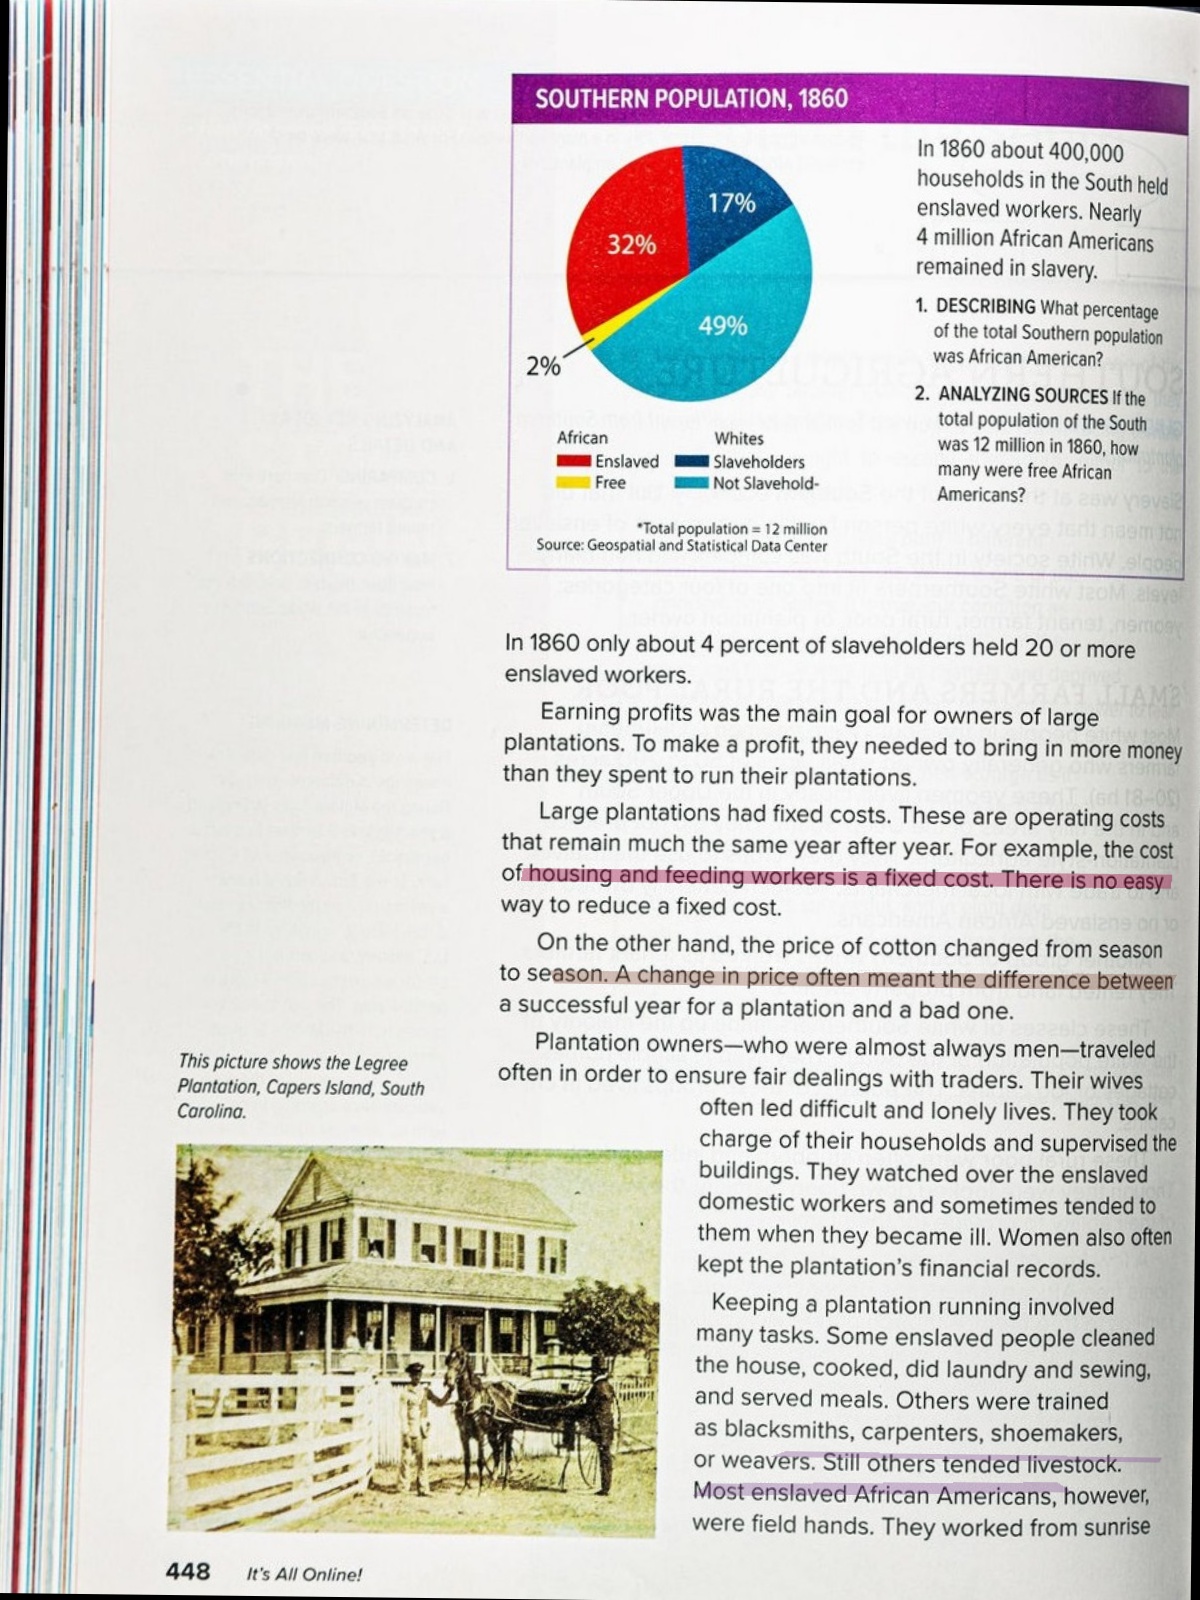 SOUTHERN POPULATION, 1860
17%
32%
49%
2%
African
Enslaved
Free
Whites
Slaveholders
Not Slavehold-
*Total population = 12 million
Source: Geospatial and Statistical Data Center
In 1860 about 400,000
households in the South held
enslaved workers. Nearly
4 million African Americans
remained in slavery.
1. DESCRIBING What percentage
of the total Southern population
was African American?
2. ANALYZING SOURCES If the
total population of the South
was 12 million in 1860, how
many were free African
Americans?
In 1860 only about 4 percent of slaveholders held 20 or more
enslaved workers.
Earning profits was the main goal for owners of large
plantations. To make a profit, they needed to bring in more money
than they spent to run their plantations.
Large plantations had fixed costs. These are operating costs
that remain much the same year after year. For example, the cost
of housing and feeding workers is a fixed cost. There is no easy
way to reduce a fixed cost.
On the other hand, the price of cotton changed from season
to season. A change in price often meant the difference between
a successful year for a plantation and a bad one.
Plantation owners—who were almost always men—traveled
often in order to ensure fair dealings with traders. Their wives
often led difficult and lonely lives. They took
charge of their households and supervised the
buildings. They watched over the enslaved
domestic workers and sometimes tended to
them when they became ill. Women also often
kept the plantation's financial records.
Keeping a plantation running involved
many tasks. Some enslaved people cleaned
the house, cooked, did laundry and sewing,
and served meals. Others were trained
as blacksmiths, carpenters, shoemakers,
or weavers. Still others tended livestock.
Most enslaved African Americans, however,
were field hands. They worked from sunrise
This picture shows the Legree
Plantation, Capers Island, South
Carolina.
448 It's All Online!